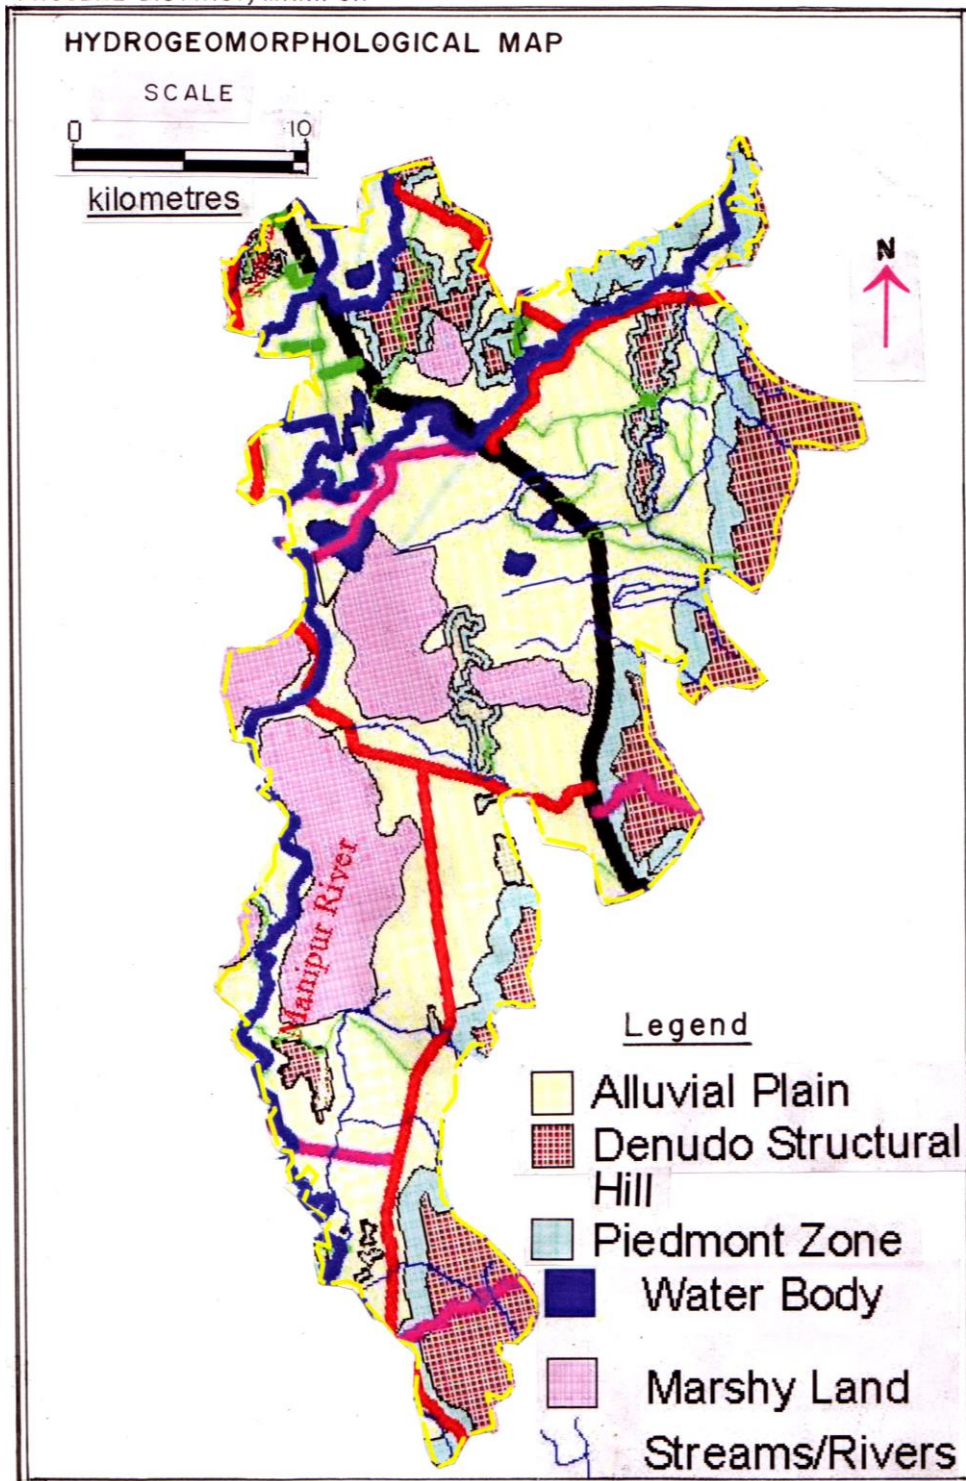 HYDROGEOMORPHOLOGICAL MAP
SCALE
0 10
kilometres
N
Manipur River
Legend
Alluvial Plain
Denudo Structural
Hill
Piedmont Zone
Water Body
Marshy Land
Streams/Rivers